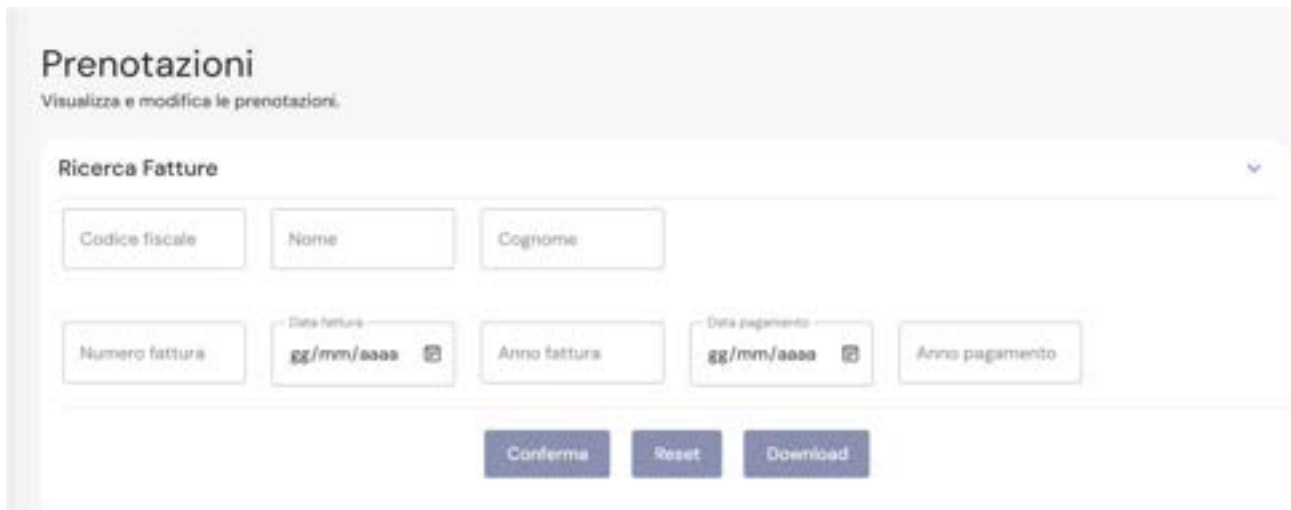 Prenotazioni
Visualizza e modifica le prenotazioni.
Ricerca Fatture
Codice fiscale Nome Cognome
Data fattura Data pagamento
Numero fattura gg/mm/aaaa Anno fattura gg/mm/aaaa Anno pagamento
Conferma Reset Download